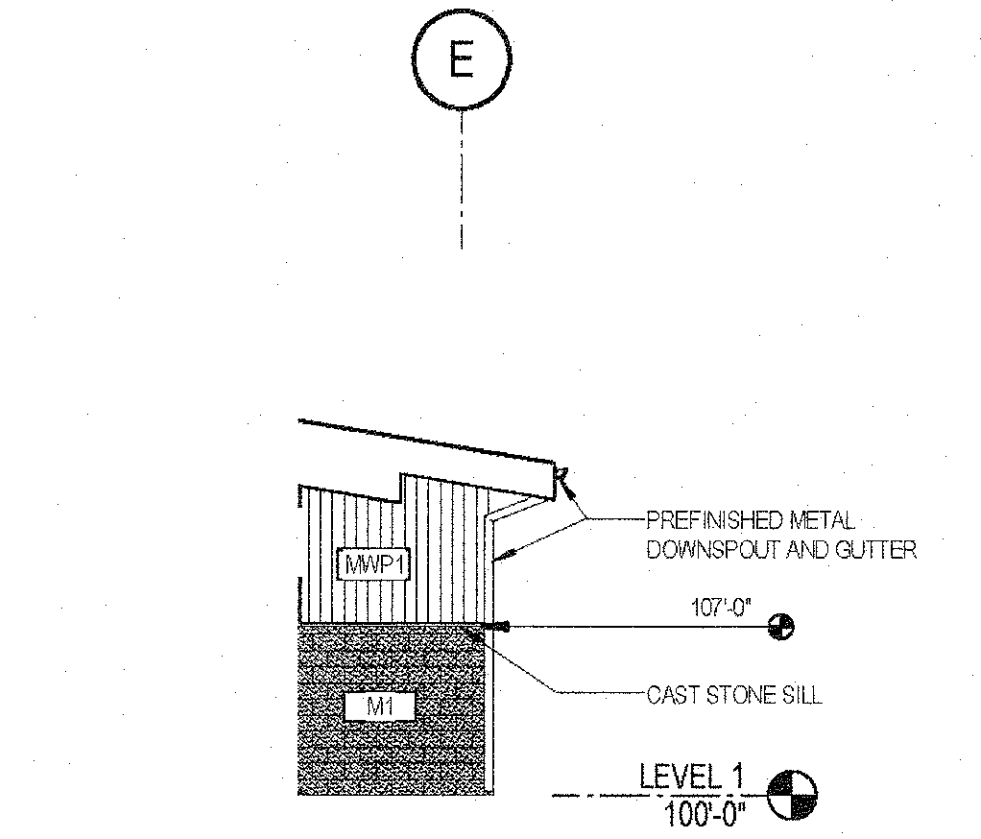 E
PREFINISHED METAL
DOWNSPOUT AND GUTTER
MWP1
107'-0"
CAST STONE SILL
M1
LEVEL 1
100'-0"